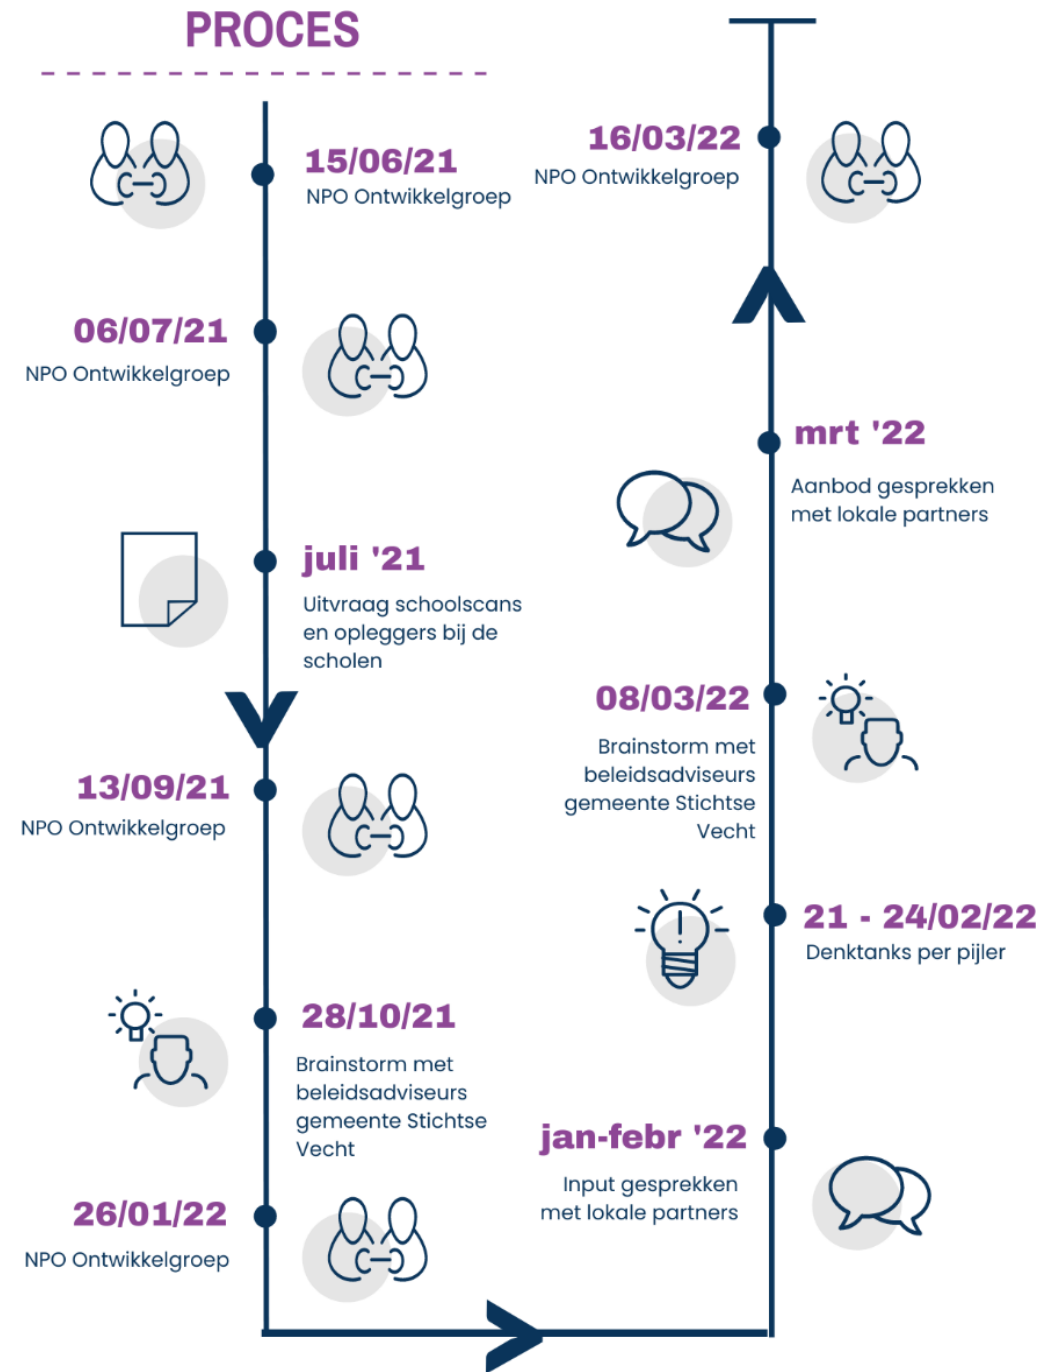 PROCES
15/06/21
NPO Ontwikkelgroep
06/07/21
NPO Ontwikkelgroep
juli '21
Uitvraag schoolscans
en opleggers bij de
scholen
13/09/21
NPO Ontwikkelgroep
28/10/21
Brainstorm met
beleidsadviseurs
gemeente Stichtse
Vecht
26/01/22
NPO Ontwikkelgroep
jan-febr '22
Input gesprekken
met lokale partners
21 - 24/02/22
Denktanks per pijler
08/03/22
Brainstorm met
beleidsadviseurs
gemeente Stichtse
Vecht
mrt '22
Aanbod gesprekken
met lokale partners
16/03/22
NPO Ontwikkelgroep